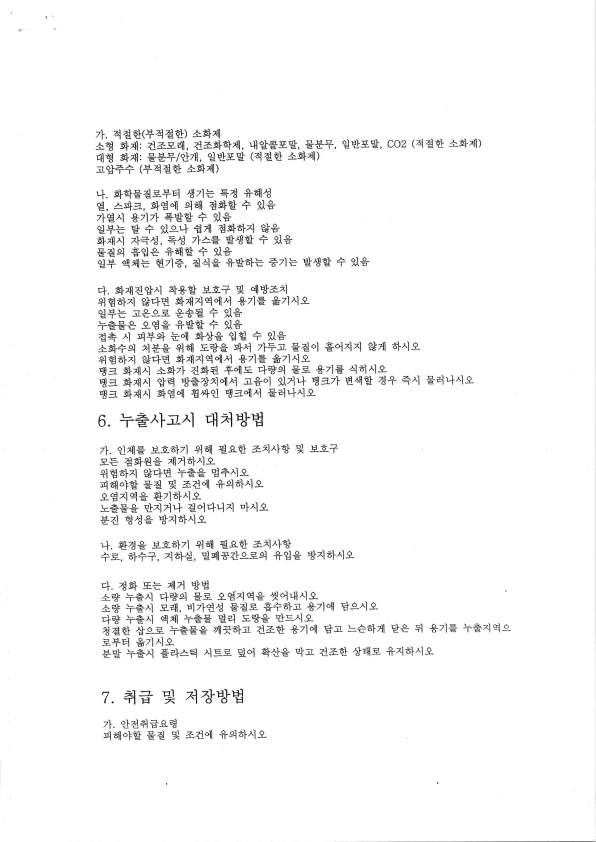 가. 적절한(부적절한) 소화제
소형 화재: 건조모래, 건조화학제, 내알콜포말, 물분무, 일반포말, CO2 (적절한 소화제)
대형 화재: 물분무/안개, 일반포말 (적절한 소화제)
고압주수 (부적절한 소화제)
나. 화학물질로부터 생기는 특정 유해성
열, 스파크, 화염에 의해 점화할 수 있음
가열시 용기가 폭발할 수 있음
일부는 탈 수 있으나 쉽게 점화하지 않음
화재시 자극성, 독성 가스를 발생할 수 있음
물질의 흡입은 유해할 수 있음
일부 액체는 현기증, 질식을 유발하는 증기는 발생할 수 있음
다. 화재진압시 착용할 보호구 및 예방조치
위험하지 않다면 화재지역에서 용기를 옮기시오
일부는 고온으로 운송될 수 있음
누출물은 오염을 유발할 수 있음
접촉 시 피부와 눈에 화상을 입힐 수 있음
소화수의 처분을 위해 도랑을 파서 가두고 물질이 흩어지지 않게 하시오
위험하지 않다면 화재지역에서 용기를 옮기시오
탱크 화재시 소화가 진화된 후에도 다량의 물로 용기를 식히시오
탱크 화재시 압력 방출장치에서 고음이 있거나 탱크가 변색할 경우 즉시 물러나시오
탱크 화재시 화염에 휩싸인 탱크에서 물러나시오
6. 누출사고시 대처방법
가. 인체를 보호하기 위해 필요한 조치사항 및 보호구
모든 점화원을 제거하시오
위험하지 않다면 누출을 멈추시오
피해야할 물질 및 조건에 유의하시오
오염지역을 환기하시오
노출물을 만지거나 걸어다니지 마시오
분진 형성을 방지하시오
나. 환경을 보호하기 위해 필요한 조치사항
수로, 하수구, 지하실, 밀폐공간으로의 유입을 방지하시오
다. 정화 또는 제거 방법
소량 누출시 다량의 물로 오염지역을 씻어내시오
소량 누출시 모래, 비가연성 물질로 흡수하고 용기에 담으시오
다량 누출시 액체 누출물 멀리 도랑을 만드시오
청결한 삽으로 누출물을 깨끗하고 건조한 용기에 담고 느슨하게 닫은 뒤 용기를 누출지역으
로부터 옮기시오
분말 누출시 플라스틱 시트로 덮어 확산을 막고 건조한 상태로 유지하시오
7. 취급 및 저장방법
가. 안전취급요령
피해야할 물질 및 조건에 유의하시오